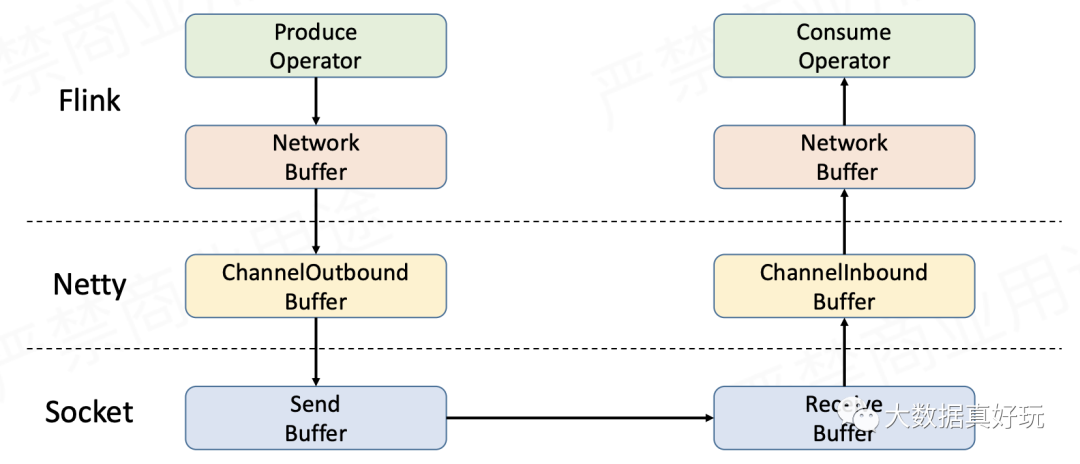 Produce
Operator
Consume
Operator
Flink
Network
Buffer
Network
Buffer
ChannelOutbound
Buffer
ChannelInbound
Buffer
Netty
Socket
Send
Buffer
Receive
Buffer
大数据真好玩
严禁商业用途